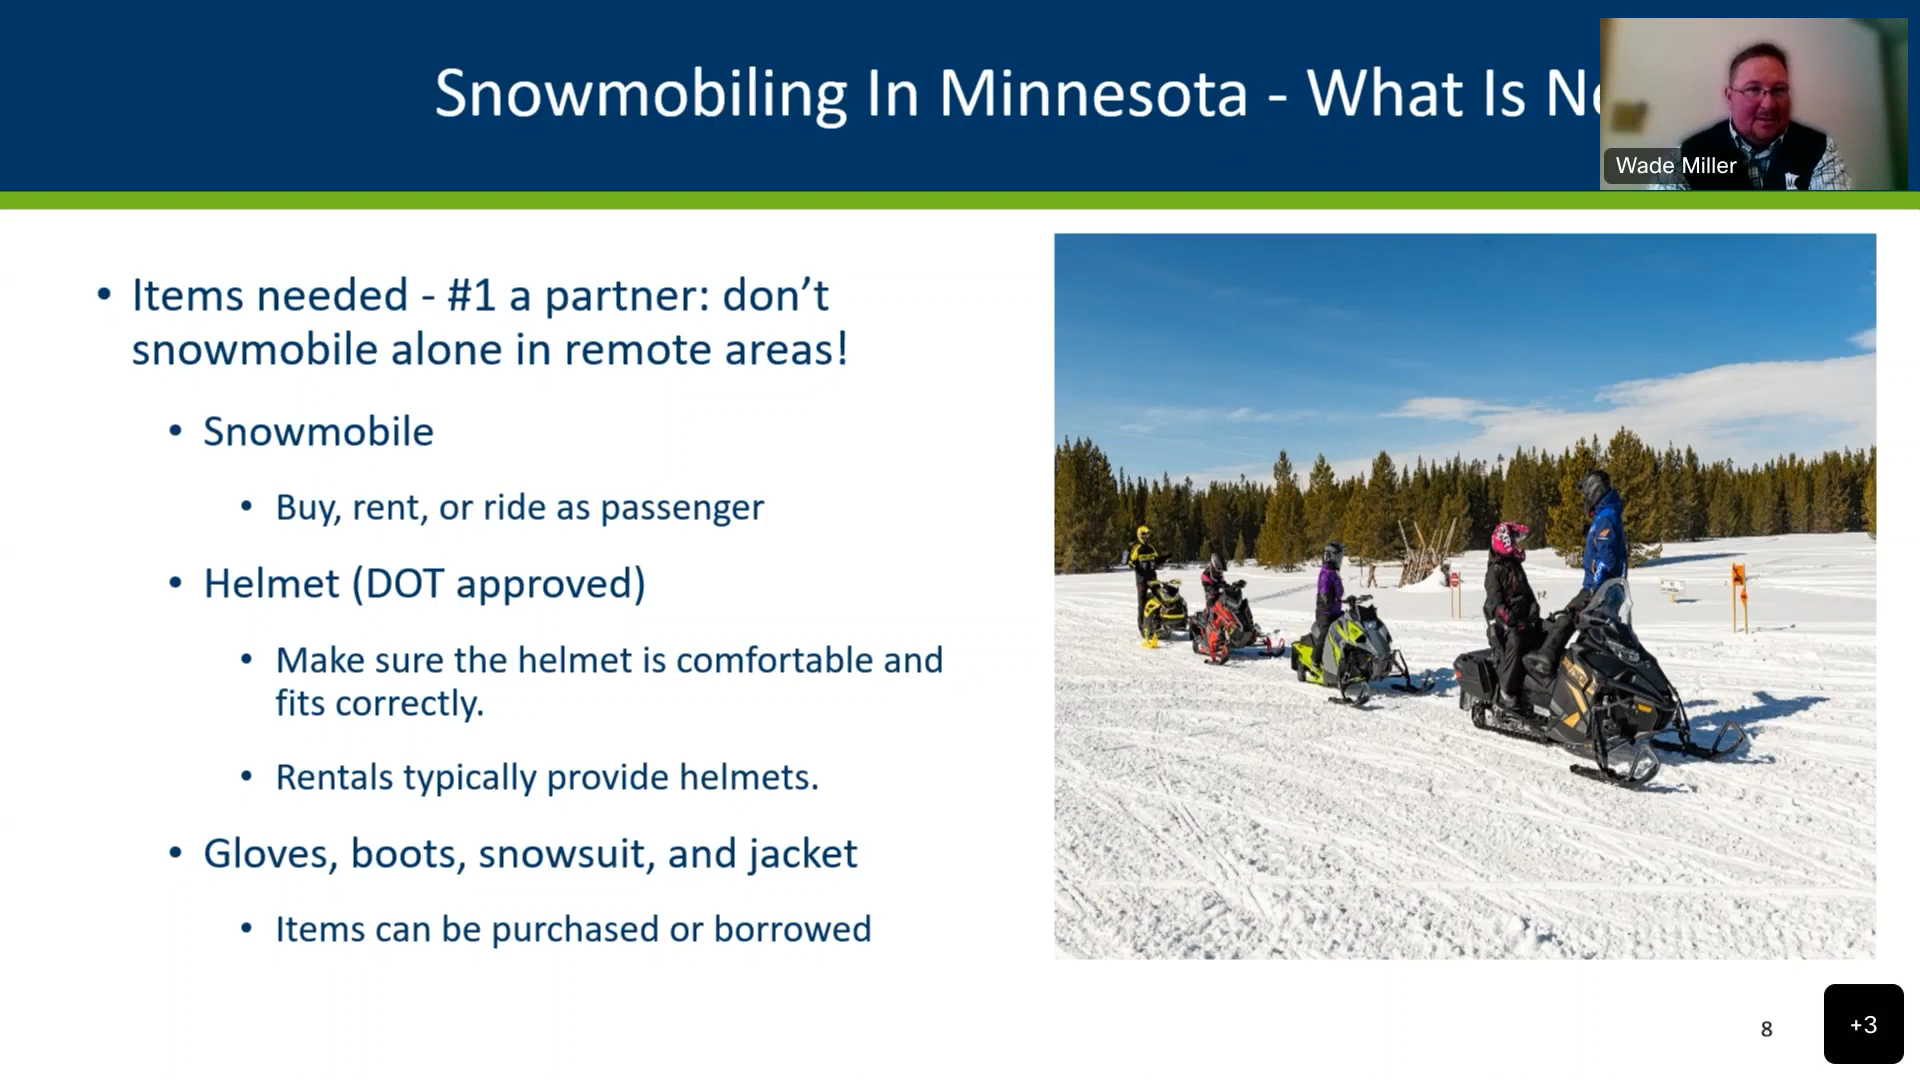 Snowmobiling In Minnesota - What Is
Wade Miller
• Items needed - #1 a partner: don’t
snowmobile alone in remote areas!
• Snowmobile
• Buy, rent, or ride as passenger
• Helmet (DOT approved)
• Make sure the helmet is comfortable and
fits correctly.
• Rentals typically provide helmets.
• Gloves, boots, snowsuit, and jacket
• Items can be purchased or borrowed
8
+3